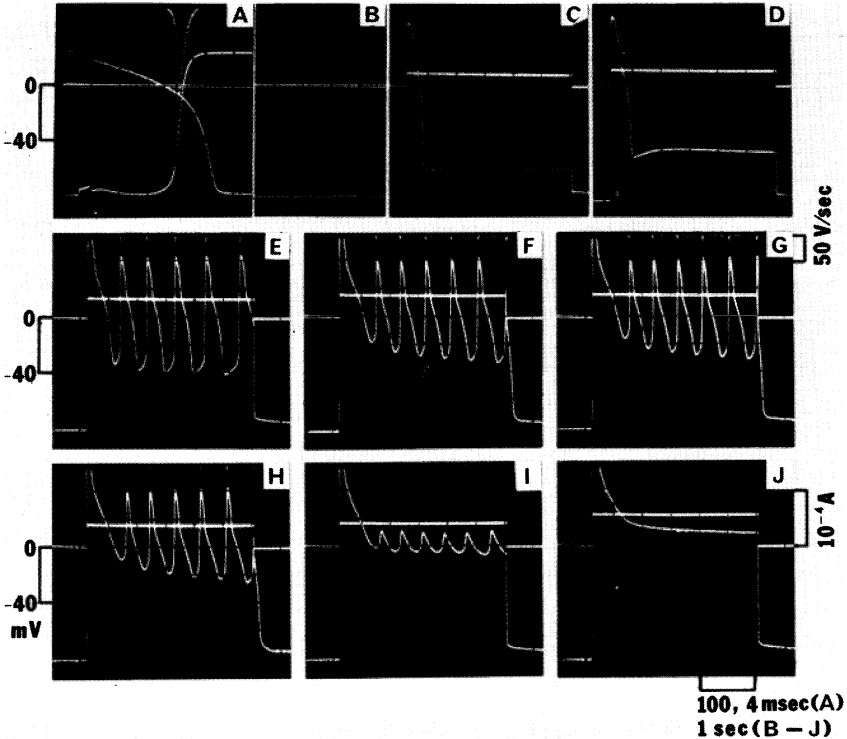 A
B
C
D
0
-40
50 V/sec
E
F
G
0
-40
H
I
J
0
-40
mV
10⁻⁴A
100, 4 msec(A)
1 sec(B – J)